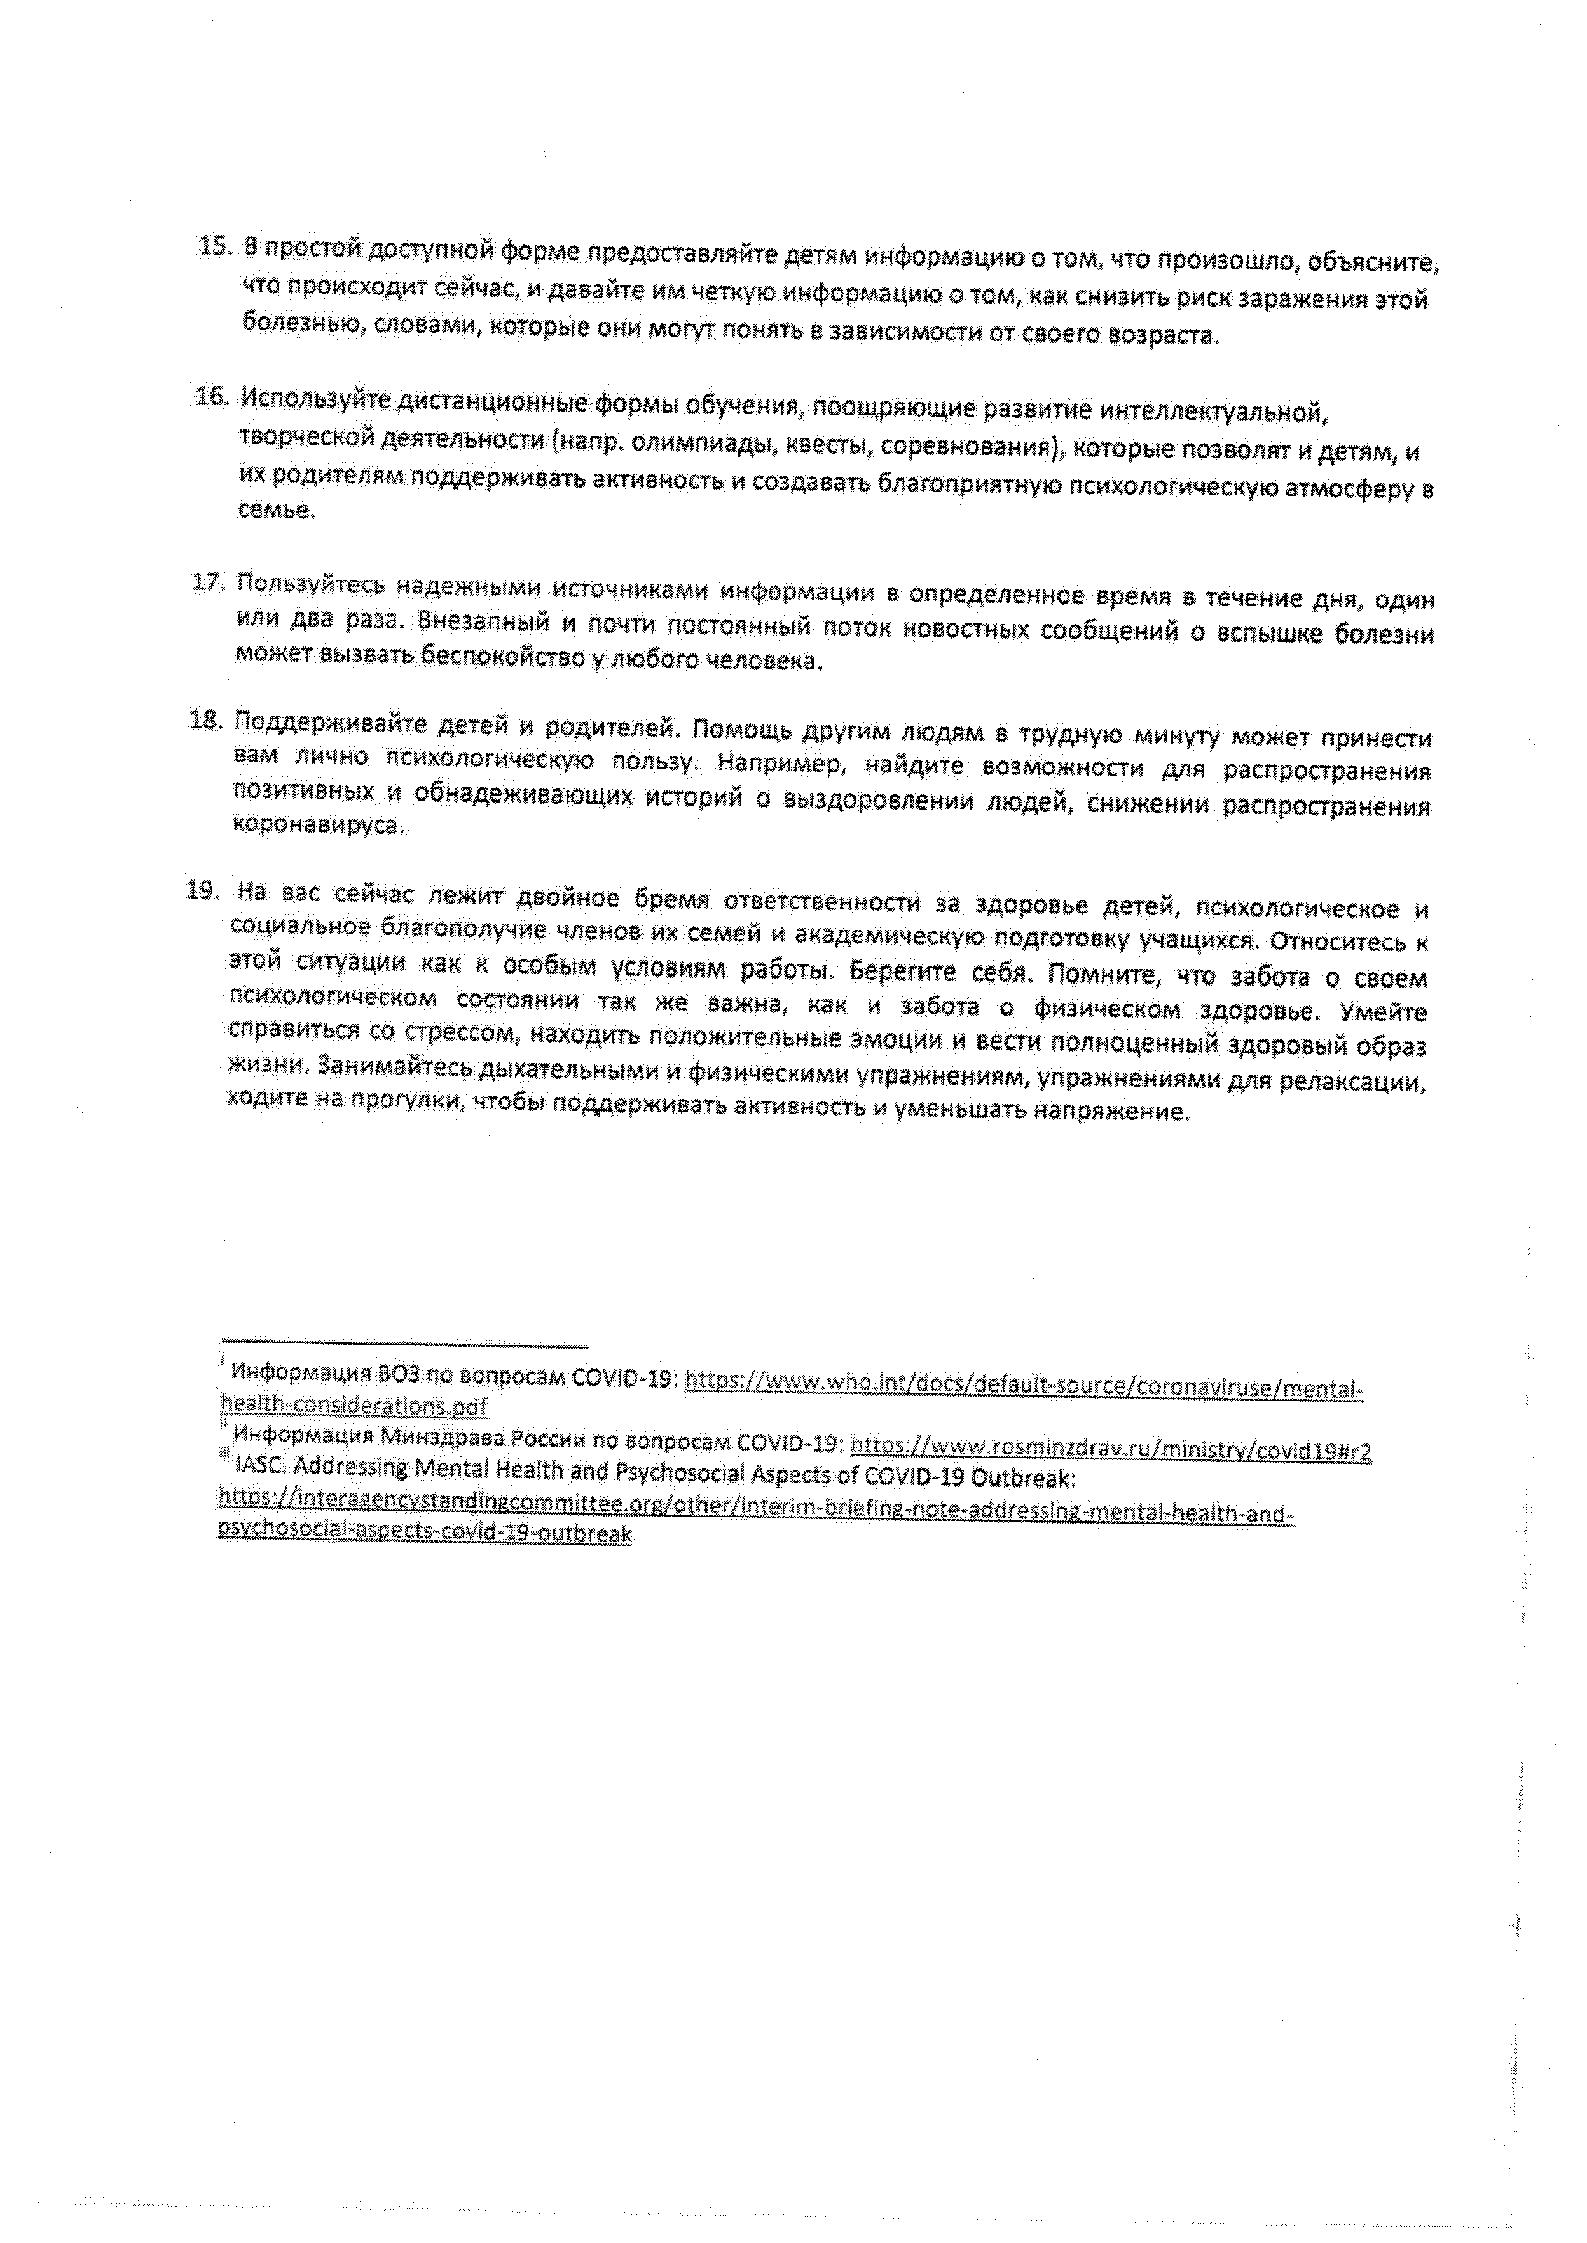 15. В простой доступной форме предоставляйте детям информацию о том, что произошло, объясните,
что происходит сейчас, и давайте им четкую информацию о том, как снизить риск заражения этой
болезнью, словами, которые они могут понять в зависимости от своего возраста.
16. Используйте дистанционные формы обучения, поощряющие развитие интеллектуальной,
творческой деятельности (напр. олимпиады, квесты, соревнования), которые позволят и детям, и
их родителям поддерживать активность и создавать благоприятную психологическую атмосферу в
семье.
17. Пользуйтесь надежными источниками информации в определенное время в течение дня, один
или два раза. Внезапный и почти постоянный поток новостных сообщений о вспышке болезни
может вызвать беспокойство у любого человека.
18. Поддерживайте детей и родителей. Помощь другим людям в трудную минуту может принести
вам лично психологическую пользу. Например, найдите возможности для распространения
позитивных и обнадеживающих историй о выздоровлении людей, снижении распространения
коронавируса.
19. На вас сейчас лежит двойное бремя ответственности за здоровье детей, психологическое и
социальное благополучие членов их семей и академическую подготовку учащихся. Относитесь к
этой ситуации как к особым условиям работы. Берегите себя. Помните, что забота о своем
психологическом состоянии так же важна, как и забота о физическом здоровье. Умейте
справиться со стрессом, находить положительные эмоции и вести полноценный здоровый образ
жизни. Занимайтесь дыхательными и физическими упражнениям, упражнениями для релаксации,
ходите на прогулки, чтобы поддерживать активность и уменьшать напряжение.
i Информация ВОЗ по вопросам COVID-19: https://www.who.int/docs/default-source/coronaviruse/mental-
health-considerations.pdf
ii Информация Минздрава России по вопросам COVID-19: https://www.rosminzdrav.ru/ministry/covid19#r2
iii IASC. Addressing Mental Health and Psychosocial Aspects of COVID-19 Outbreak:
https://interagencystandingcommittee.org/other/interim-briefing-note-addressing-mental-health-and-
psychosocial-aspects-covid-19-outbreak